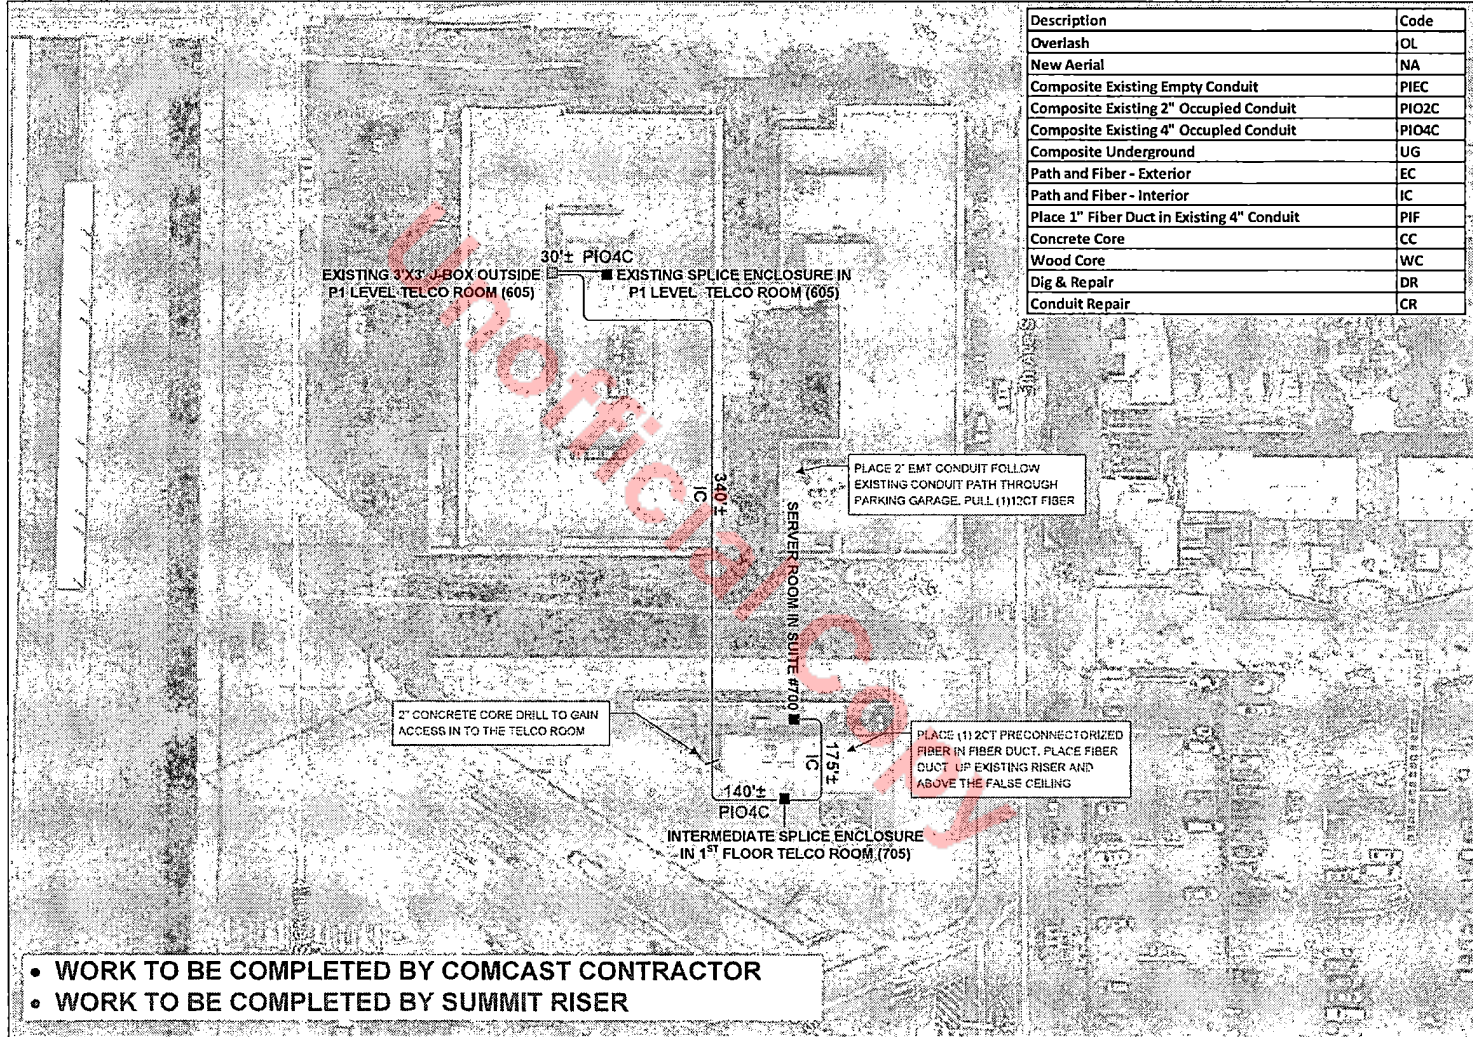 Description Code
Overlash OL
New Aerial NA
Composite Existing Empty Conduit PIEC
Composite Existing 2" Occupied Conduit PIO2C
Composite Existing 4" Occupied Conduit PIO4C
Composite Underground UG
Path and Fiber - Exterior EC
Path and Fiber - Interior IC
Place 1" Fiber Duct in Existing 4" Conduit PIF
Concrete Core CC
Wood Core WC
Dig & Repair DR
Conduit Repair CR
30'± PIO4C
EXISTING 3'X3' J-BOX OUTSIDE
P1 LEVEL TELCO ROOM (605)
EXISTING SPLICE ENCLOSURE IN
P1 LEVEL TELCO ROOM (605)
340'±
IC
PLACE 2" EMT CONDUIT FOLLOW
EXISTING CONDUIT PATH THROUGH
PARKING GARAGE. PULL (1)12CT FIBER
SERVER ROOM IN SUITE #700
2" CONCRETE CORE DRILL TO GAIN
ACCESS IN TO THE TELCO ROOM
175'±
IC
PLACE (1) 2CT PRECONNECTORIZED
FIBER IN FIBER DUCT. PLACE FIBER
DUCT UP EXISTING RISER AND
ABOVE THE FALSE CEILING
140'±
PIO4C
INTERMEDIATE SPLICE ENCLOSURE
IN 1ST FLOOR TELCO ROOM (705)
Unofficial Copy
• WORK TO BE COMPLETED BY COMCAST CONTRACTOR
• WORK TO BE COMPLETED BY SUMMIT RISER